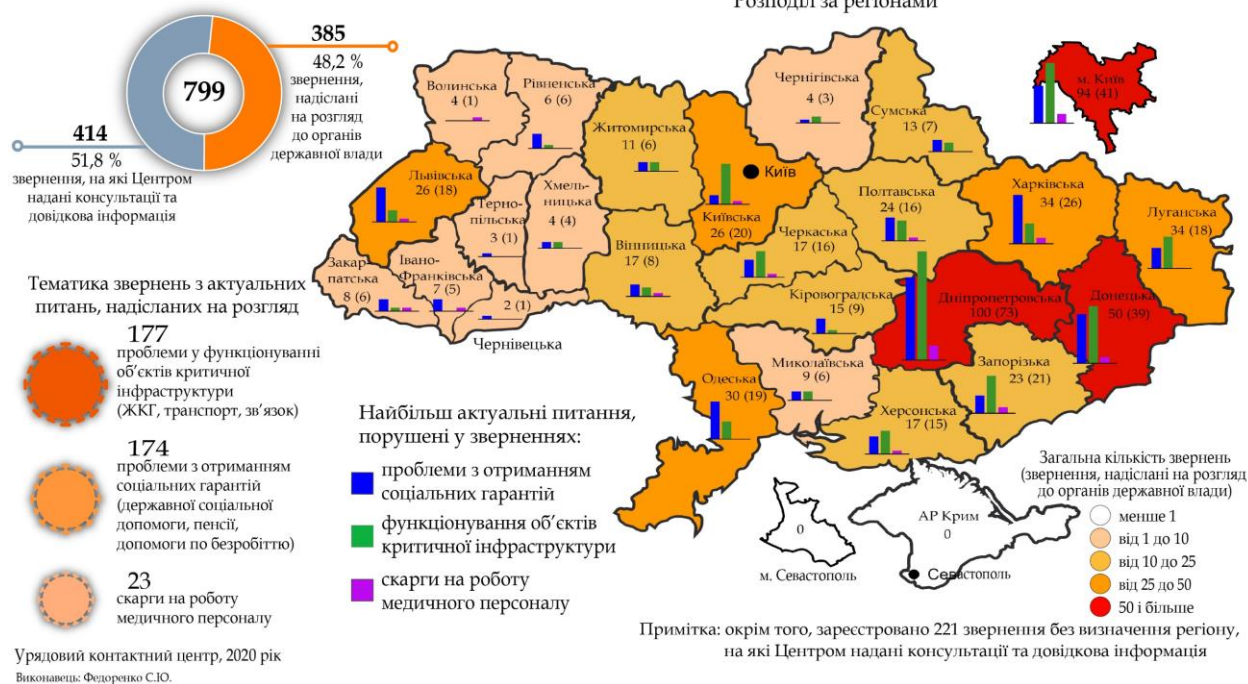 Розподіл за регіонами
799
385
48,2 %
звернення,
надіслані
на розгляд
до органів
державної влади
414
51,8 %
звернення, на які Центром
надані консультації та
довідкова інформація
Тематика звернень з актуальних
питань, надісланих на розгляд
177
проблеми у функціонуванні
об'єктів критичної
інфраструктури
(ЖКГ, транспорт, зв'язок)
174
проблеми з отриманням
соціальних гарантій
(державної соціальної
допомоги, пенсії,
допомоги по безробіттю)
23
скарги на роботу
медичного персоналу
Урядовий контактний центр, 2020 рік
Виконавець: Федоренко С.Ю.
Волинська
4 (1)
Рівненська
6 (6)
Житомирська
11 (6)
Чернігівська
4 (3)
Сумська
13 (7)
м. Київ
94 (41)
Львівська
26 (18)
Терно-
пільська
3 (1)
Хмель-
ницька
4 (4)
Київ
Київська
26 (20)
Полтавська
24 (16)
Харківська
34 (26)
Луганська
34 (18)
Закар-
патська
8 (6)
Івано-
Франківська
7 (5)
2 (1)
Чернівецька
Вінницька
17 (8)
Черкаська
17 (16)
Кіровоградська
15 (9)
Дніпропетровська
100 (73)
Донецька
50 (39)
Одеська
30 (19)
Миколаївська
9 (6)
Запорізька
23 (21)
Херсонська
17 (15)
0
м. Севастополь
АР Крим
0
Севастополь
Найбільш актуальні питання,
порушені у зверненнях:
проблеми з отриманням
соціальних гарантій
функціонування об'єктів
критичної інфраструктури
скарги на роботу
медичного персоналу
Загальна кількість звернень
(звернення, надіслані на розгляд
до органів державної влади)
менше 1
від 1 до 10
від 10 до 25
від 25 до 50
50 і більше
Примітка: окрім того, зареєстровано 221 звернення без визначення регіону,
на які Центром надані консультації та довідкова інформація